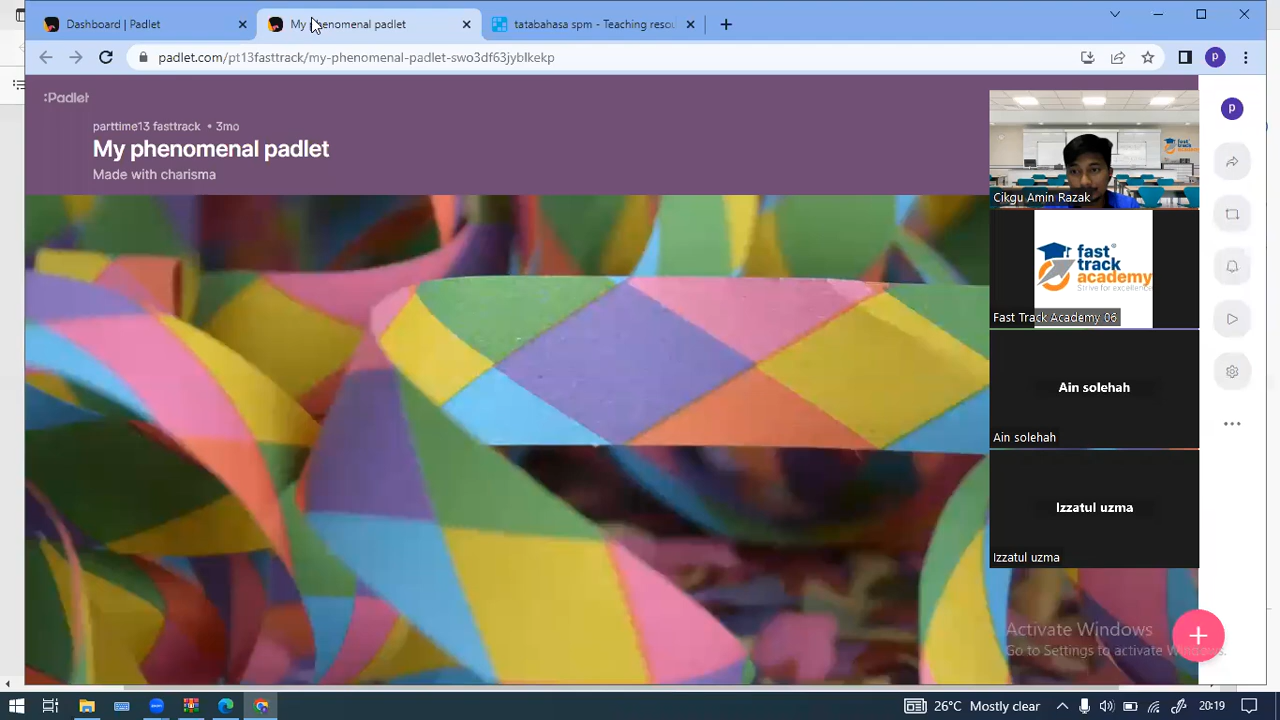 Dashboard | Padlet
My phenomenal padlet
tatabahasa spm - Teaching resou
padlet.com/pt13fasttrack/my-phenomenal-padlet-swo3df63jyblkekp
p
:Padlet
parttime13 fasttrack • 3mo
My phenomenal padlet
Made with charisma
p
fast track academy
Cikgu Amin Razak
fast
track
academy
Strive for excellence
Fast Track Academy 06
Ain solehah
Ain solehah
Izzatul uzma
Izzatul uzma
Activate Windows
Go to Settings to activate Windows.
26°C Mostly clear
20:19